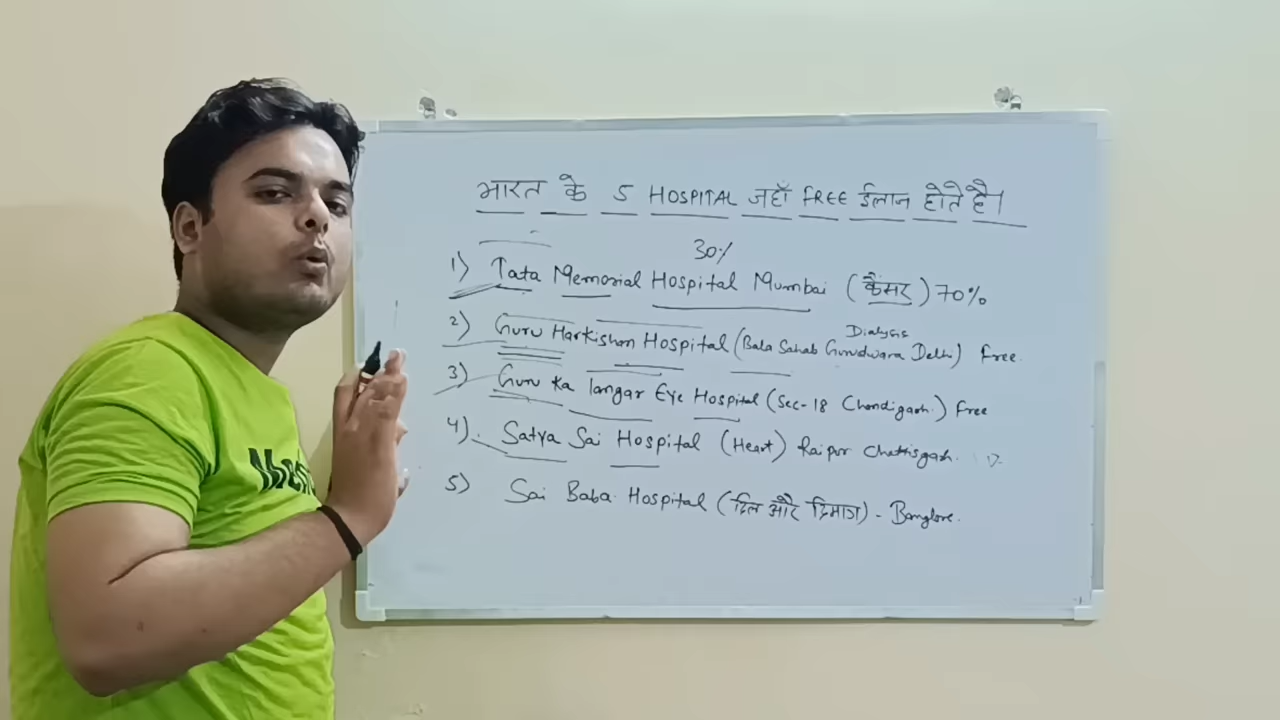 भारत के 5 HOSPITAL जहाँ FREE ईलाज होते है।
30%
1) Tata Memorial Hospital Mumbai (कैंसर) 70%
Dialysis
2) Guru Harkishan Hospital (Bala Sahab Gurudwara Delhi) free.
3) Guru Ka langar Eye Hospital (Sec-18 Chandigarh.) free
4). Satya Sai Hospital (Heart) Raipur Chattisgarh.
5) Sai Baba Hospital (दिल और दिमाग) - Banglore.